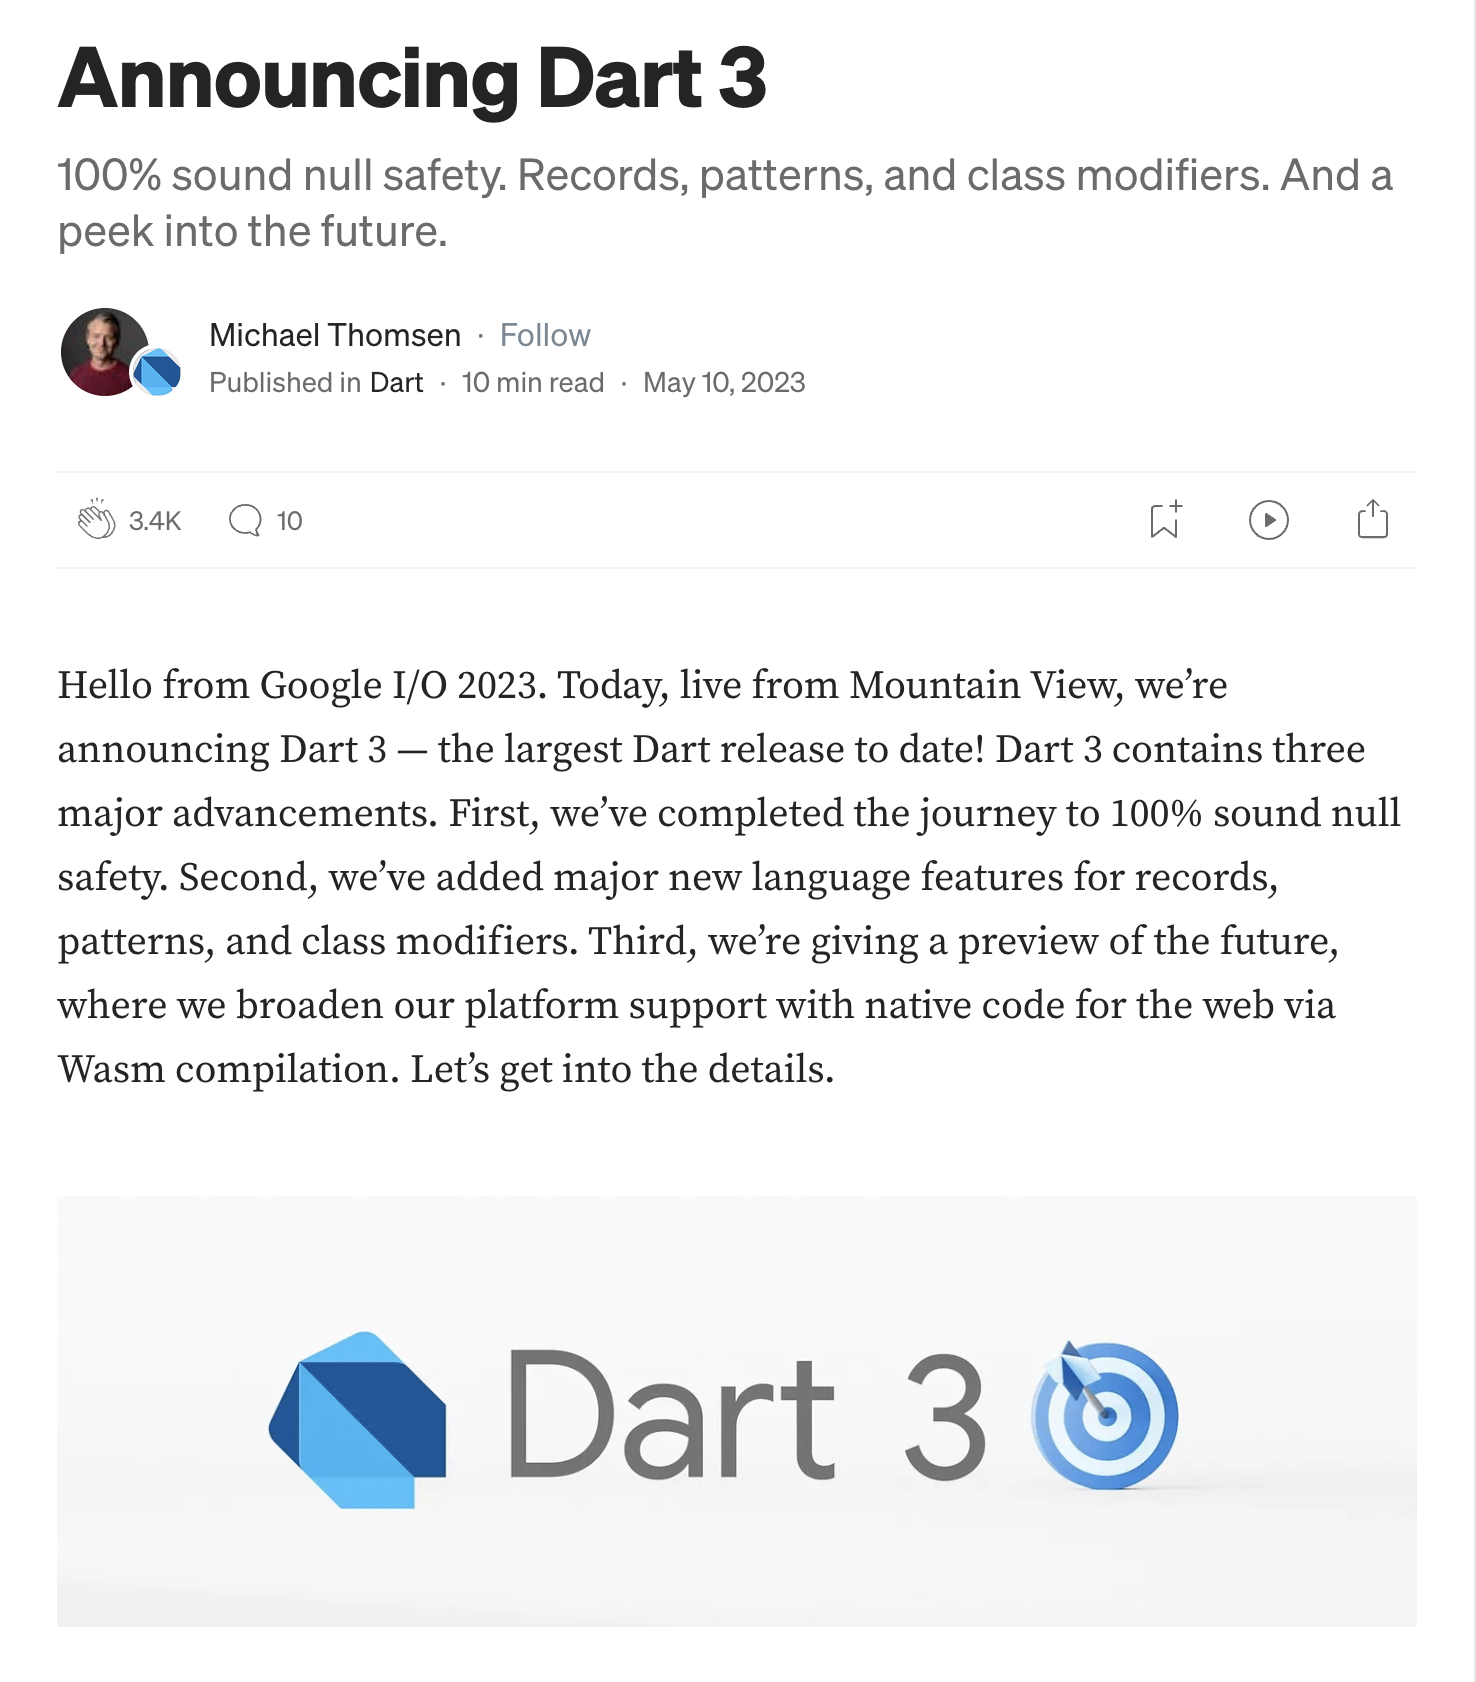 Announcing Dart 3
100% sound null safety. Records, patterns, and class modifiers. And a
peek into the future.
Michael Thomsen · Follow
Published in Dart · 10 min read · May 10, 2023
3.4K 10
Hello from Google I/O 2023. Today, live from Mountain View, we’re
announcing Dart 3 — the largest Dart release to date! Dart 3 contains three
major advancements. First, we’ve completed the journey to 100% sound null
safety. Second, we’ve added major new language features for records,
patterns, and class modifiers. Third, we’re giving a preview of the future,
where we broaden our platform support with native code for the web via
Wasm compilation. Let’s get into the details.
Dart 3